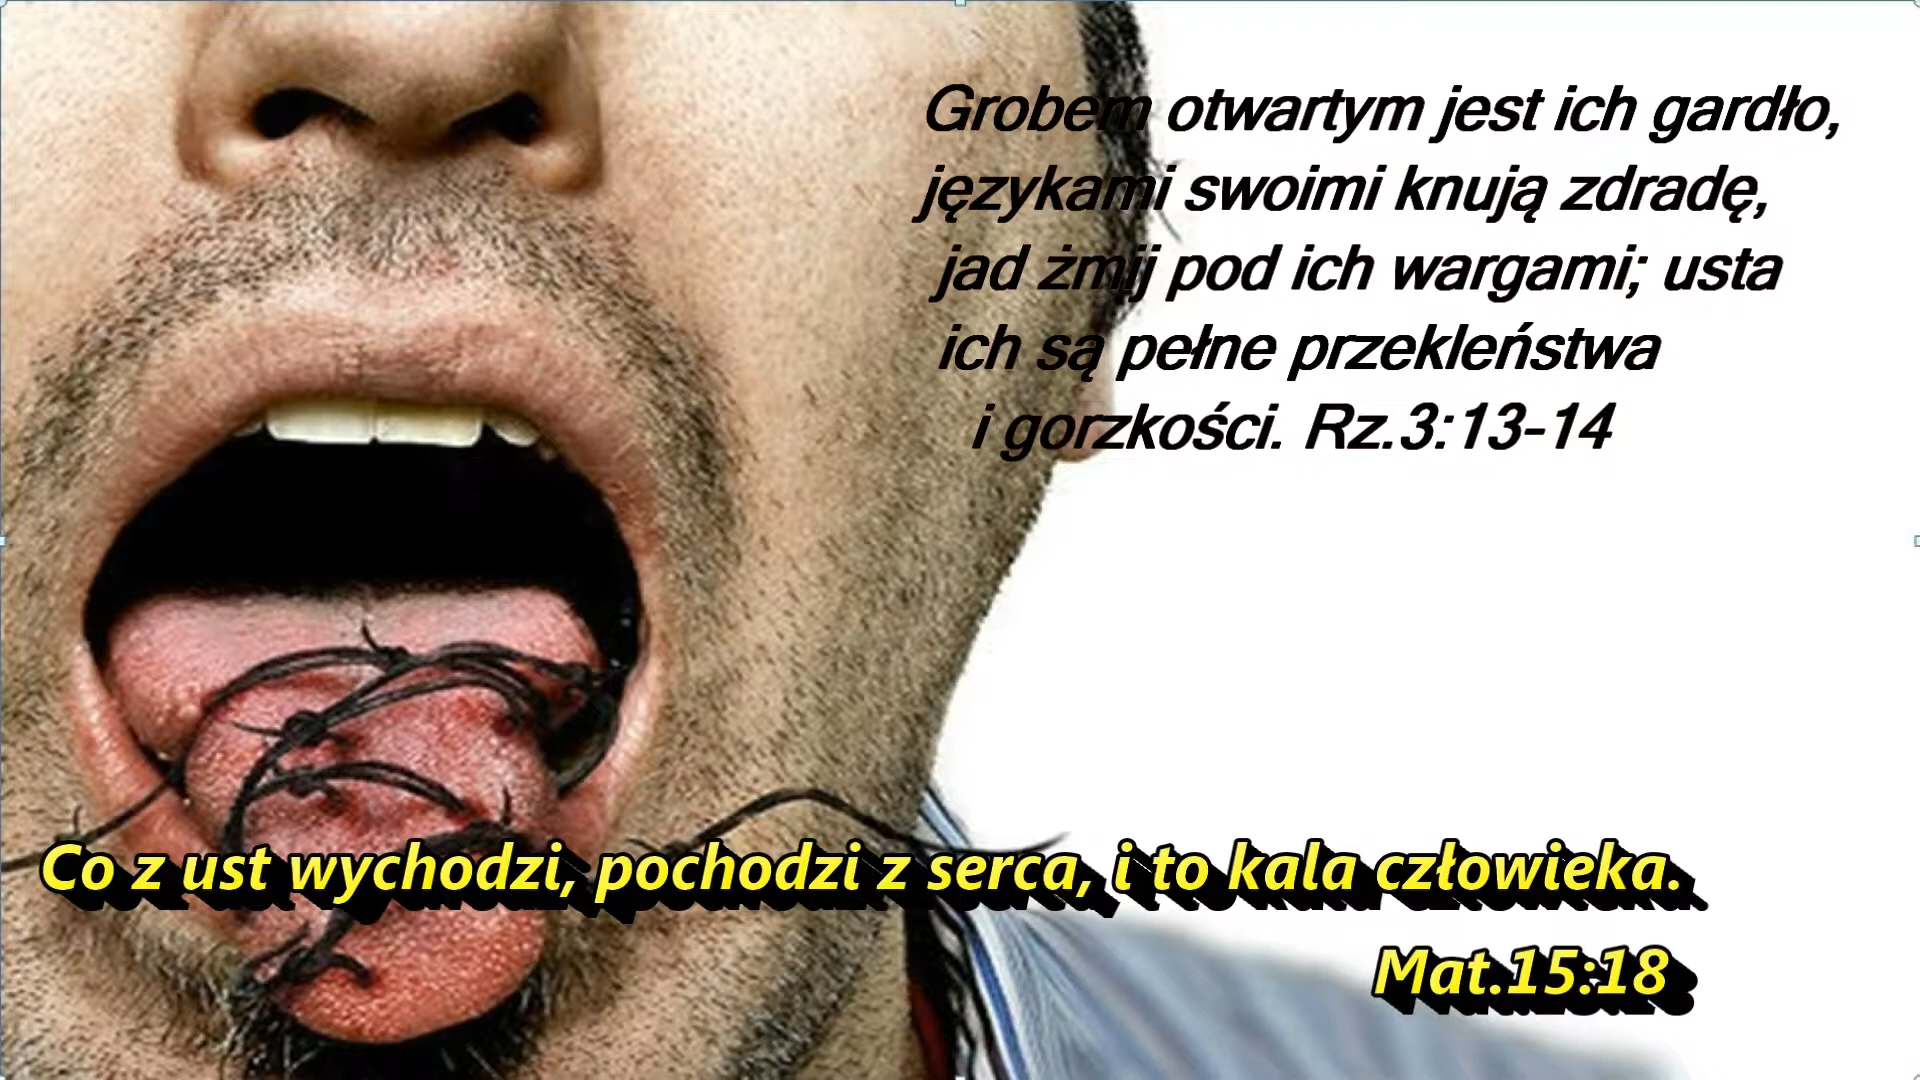 Grobem otwartym jest ich gardło,
językami swoimi knują zdradę,
jad żmij pod ich wargami; usta
ich są pełne przekleństwa
i gorzkości. Rz.3:13-14
Co z ust wychodzi, pochodzi z serca, i to kala człowieka.
Mat.15:18